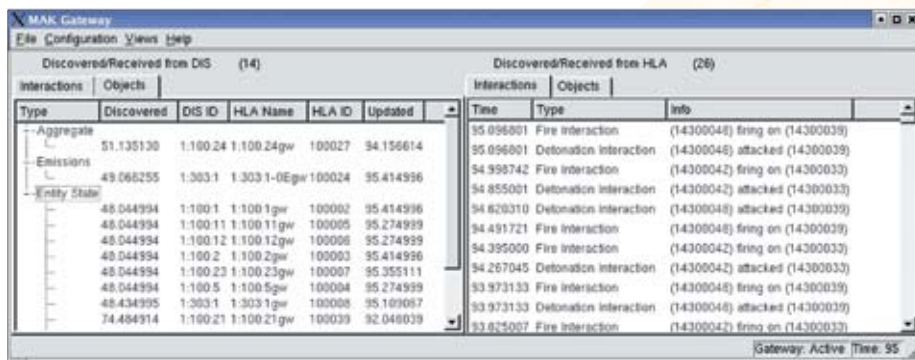 MAK Gateway
File Configuration Views Help
Discovered/Received from DIS (14)
Interactions Objects
Type Discovered DIS ID HLA Name HLA ID Updated
Aggregate
51.135130 1:100:24 1:100:24gw 100027 94.156614
Emissions
49.066255 1:303:1 1:303:1-0Egw 100024 95.414996
Entity State
48.044994 1:100:1 1:100:1gw 100002 95.414996
48.044994 1:100:11 1:100:11gw 100005 95.274999
48.044994 1:100:12 1:100:12gw 100006 95.274999
48.044994 1:100:2 1:100:2gw 100003 95.414996
48.044994 1:100:23 1:100:23gw 100007 95.355111
48.044994 1:100:5 1:100:5gw 100004 95.274999
48.434995 1:303:1 1:303:1gw 100008 95.109067
74.484914 1:100:21 1:100:21gw 100039 92.046039
Discovered/Received from HLA (26)
Interactions Objects
Time Type Info
95.096801 Fire Interaction (14300046) firing on (14300039)
95.096801 Detonation Interaction (14300046) attacked (14300039)
94.998742 Fire Interaction (14300042) firing on (14300033)
94.855001 Detonation Interaction (14300042) attacked (14300033)
94.620310 Detonation Interaction (14300046) attacked (14300039)
94.491721 Fire Interaction (14300046) firing on (14300039)
94.395000 Fire Interaction (14300042) firing on (14300033)
94.267045 Detonation Interaction (14300042) attacked (14300033)
93.973133 Fire Interaction (14300046) firing on (14300039)
93.973133 Detonation Interaction (14300046) attacked (14300039)
93.825007 Fire Interaction (14300042) firing on (14300033)
Gateway: Active Time: 95